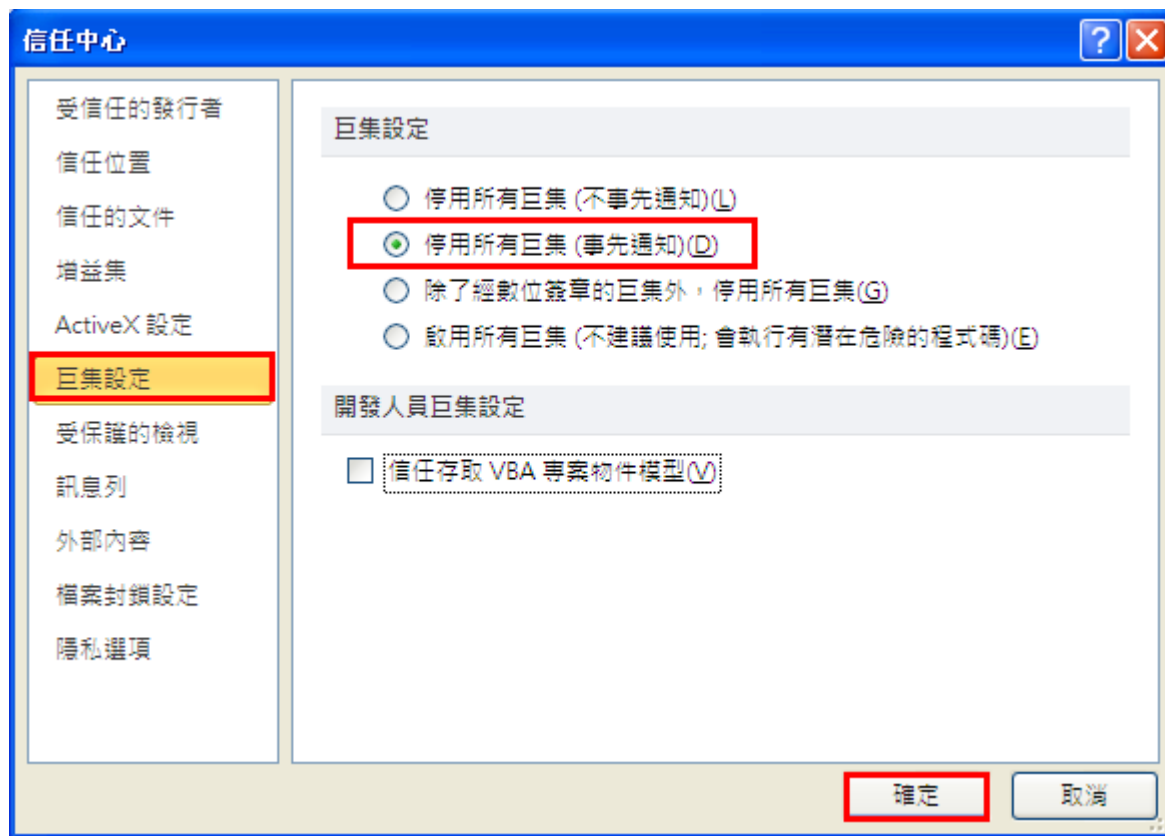 信任中心
受信任的發行者
信任位置
信任的文件
增益集
ActiveX 設定
巨集設定
受保護的檢視
訊息列
外部內容
檔案封鎖設定
隱私選項
巨集設定
停用所有巨集 (不事先通知)(L)
停用所有巨集 (事先通知)(D)
除了經數位簽章的巨集外，停用所有巨集(G)
啟用所有巨集 (不建議使用; 會執行有潛在危險的程式碼)(E)
開發人員巨集設定
信任存取 VBA 專案物件模型(V)
確定
取消